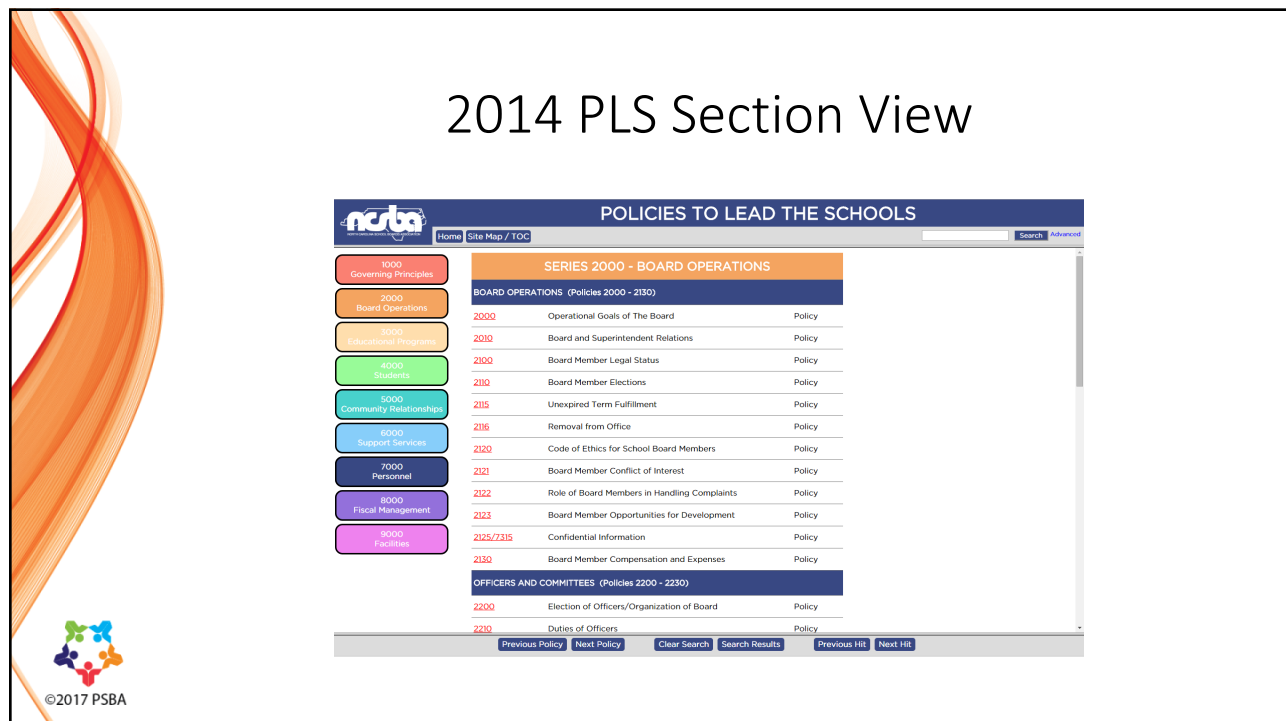 2014 PLS Section View
ncsba
POLICIES TO LEAD THE SCHOOLS
Home Site Map / TOC Search Advanced
1000
Governing Principles
2000
Board Operations
3000
Educational Programs
4000
Students
5000
Community Relationships
6000
Support Services
7000
Personnel
8000
Fiscal Management
9000
Facilities
SERIES 2000 - BOARD OPERATIONS
BOARD OPERATIONS (Policies 2000 - 2130)
2000 Operational Goals of The Board Policy
2010 Board and Superintendent Relations Policy
2100 Board Member Legal Status Policy
2110 Board Member Elections Policy
2115 Unexpired Term Fulfillment Policy
2116 Removal from Office Policy
2120 Code of Ethics for School Board Members Policy
2121 Board Member Conflict of Interest Policy
2122 Role of Board Members in Handling Complaints Policy
2123 Board Member Opportunities for Development Policy
2125/7315 Confidential Information Policy
2130 Board Member Compensation and Expenses Policy
OFFICERS AND COMMITTEES (Policies 2200 - 2230)
2200 Election of Officers/Organization of Board Policy
2210 Duties of Officers Policy
Previous Policy Next Policy Clear Search Search Results Previous Hit Next Hit
©2017 PSBA